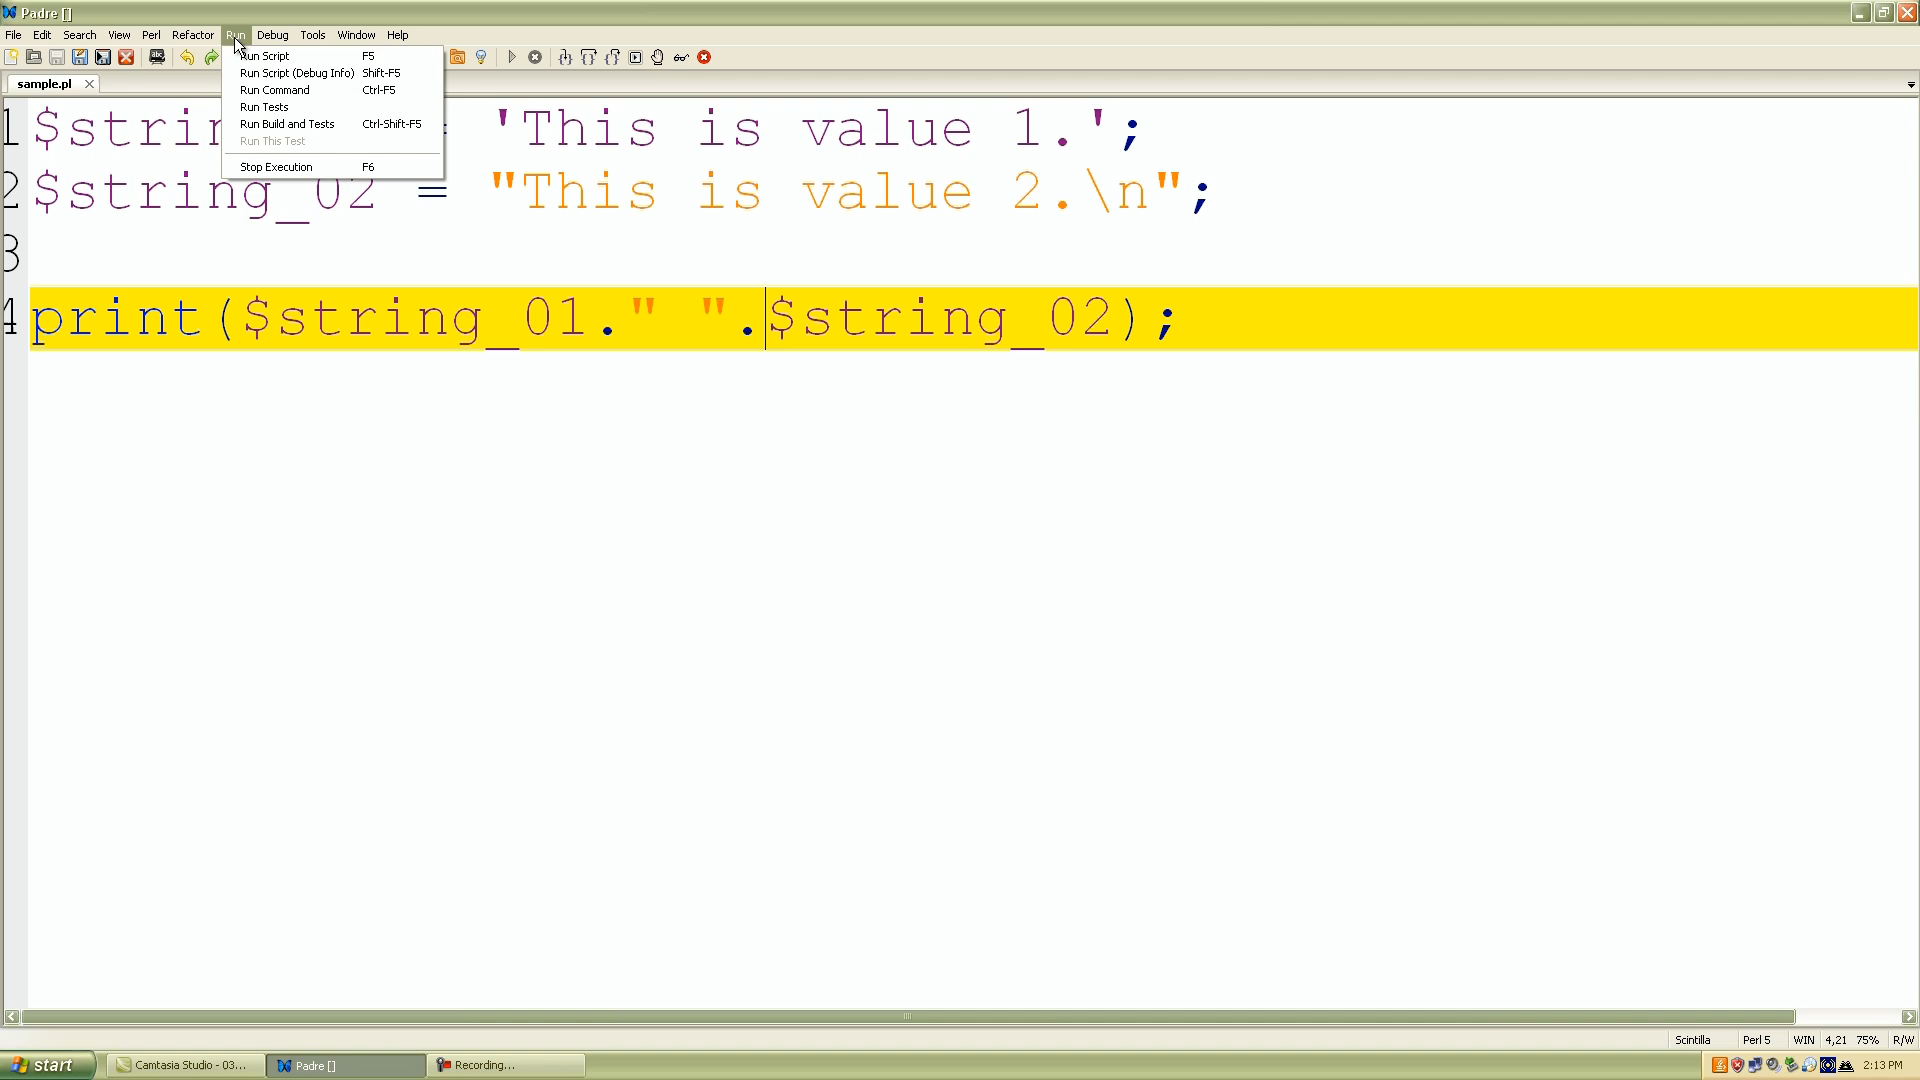 Padre []
File Edit Search View Perl Refactor Run Debug Tools Window Help
Run Script F5
Run Script (Debug Info) Shift-F5
Run Command Ctrl-F5
Run Tests
Run Build and Tests Ctrl-Shift-F5
Run This Test
Stop Execution F6
sample.pl
1 $strin = 'This is value 1.';
2 $string_02 = "This is value 2.\n";
3
4 print($string_01." ".$string_02);
Scintilla Perl 5 WIN 4,21 75% R/W
start Camtasia Studio - 03... Padre [] Recording... 2:13 PM